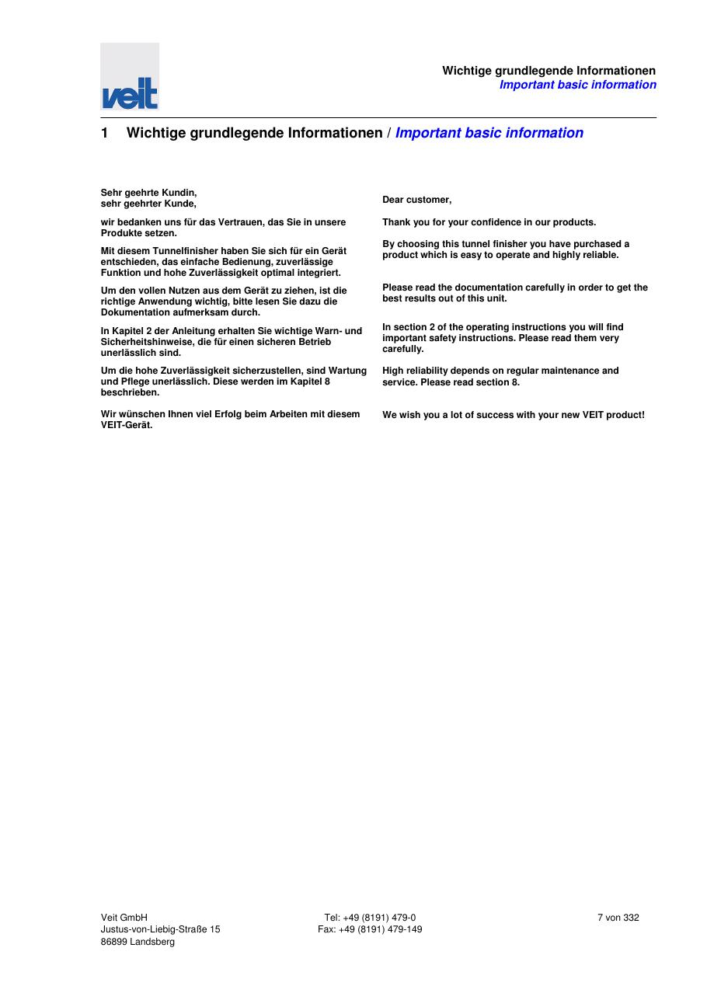 veit
Wichtige grundlegende Informationen
Important basic information
1 Wichtige grundlegende Informationen / Important basic information
Sehr geehrte Kundin,
sehr geehrter Kunde,
wir bedanken uns für das Vertrauen, das Sie in unsere
Produkte setzen.
Mit diesem Tunnelfinisher haben Sie sich für ein Gerät
entschieden, das einfache Bedienung, zuverlässige
Funktion und hohe Zuverlässigkeit optimal integriert.
Um den vollen Nutzen aus dem Gerät zu ziehen, ist die
richtige Anwendung wichtig, bitte lesen Sie dazu die
Dokumentation aufmerksam durch.
In Kapitel 2 der Anleitung erhalten Sie wichtige Warn- und
Sicherheitshinweise, die für einen sicheren Betrieb
unerlässlich sind.
Um die hohe Zuverlässigkeit sicherzustellen, sind Wartung
und Pflege unerlässlich. Diese werden im Kapitel 8
beschrieben.
Wir wünschen Ihnen viel Erfolg beim Arbeiten mit diesem
VEIT-Gerät.
Dear customer,
Thank you for your confidence in our products.
By choosing this tunnel finisher you have purchased a
product which is easy to operate and highly reliable.
Please read the documentation carefully in order to get the
best results out of this unit.
In section 2 of the operating instructions you will find
important safety instructions. Please read them very
carefully.
High reliability depends on regular maintenance and
service. Please read section 8.
We wish you a lot of success with your new VEIT product!
Veit GmbH
Justus-von-Liebig-Straße 15
86899 Landsberg
Tel: +49 (8191) 479-0
Fax: +49 (8191) 479-149
7 von 332